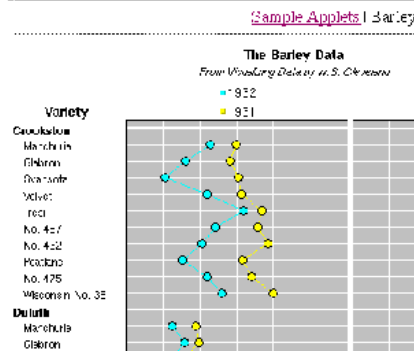 Sample Applets | Barley
The Barley Data
From Visualizing Data by W.S. Cleveland
1932
1931
Variety
Crookston
Manchuria
Glabron
Svansota
Velvet
Trebi
No. 457
No. 462
Peatland
No. 475
Wisconsin No. 38
Duluth
Manchuria
Glabron